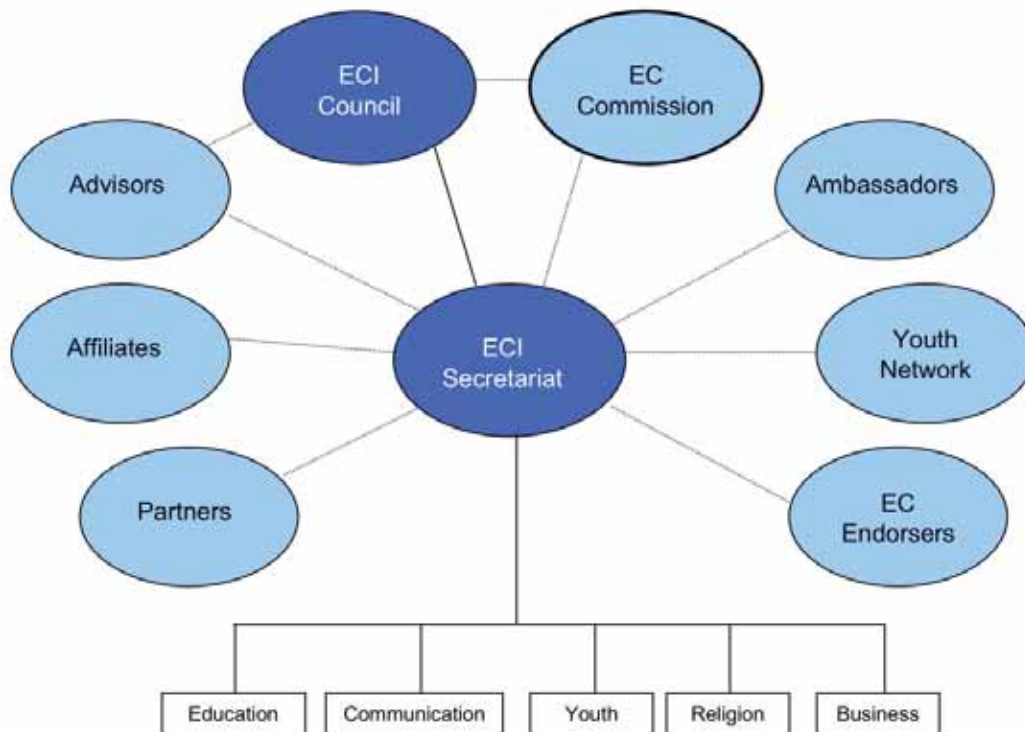 ECI
Council
EC
Commission
Advisors
Ambassadors
Affiliates
ECI
Secretariat
Youth
Network
Partners
EC
Endorsers
Education
Communication
Youth
Religion
Business